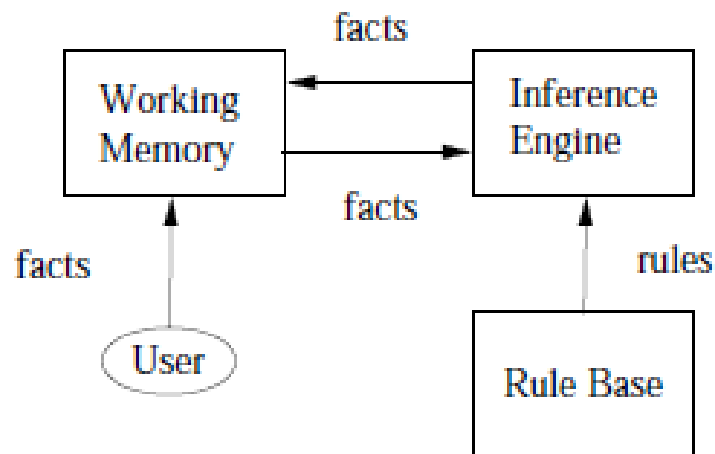 facts
Working
Memory
Inference
Engine
facts
facts
rules
User
Rule Base